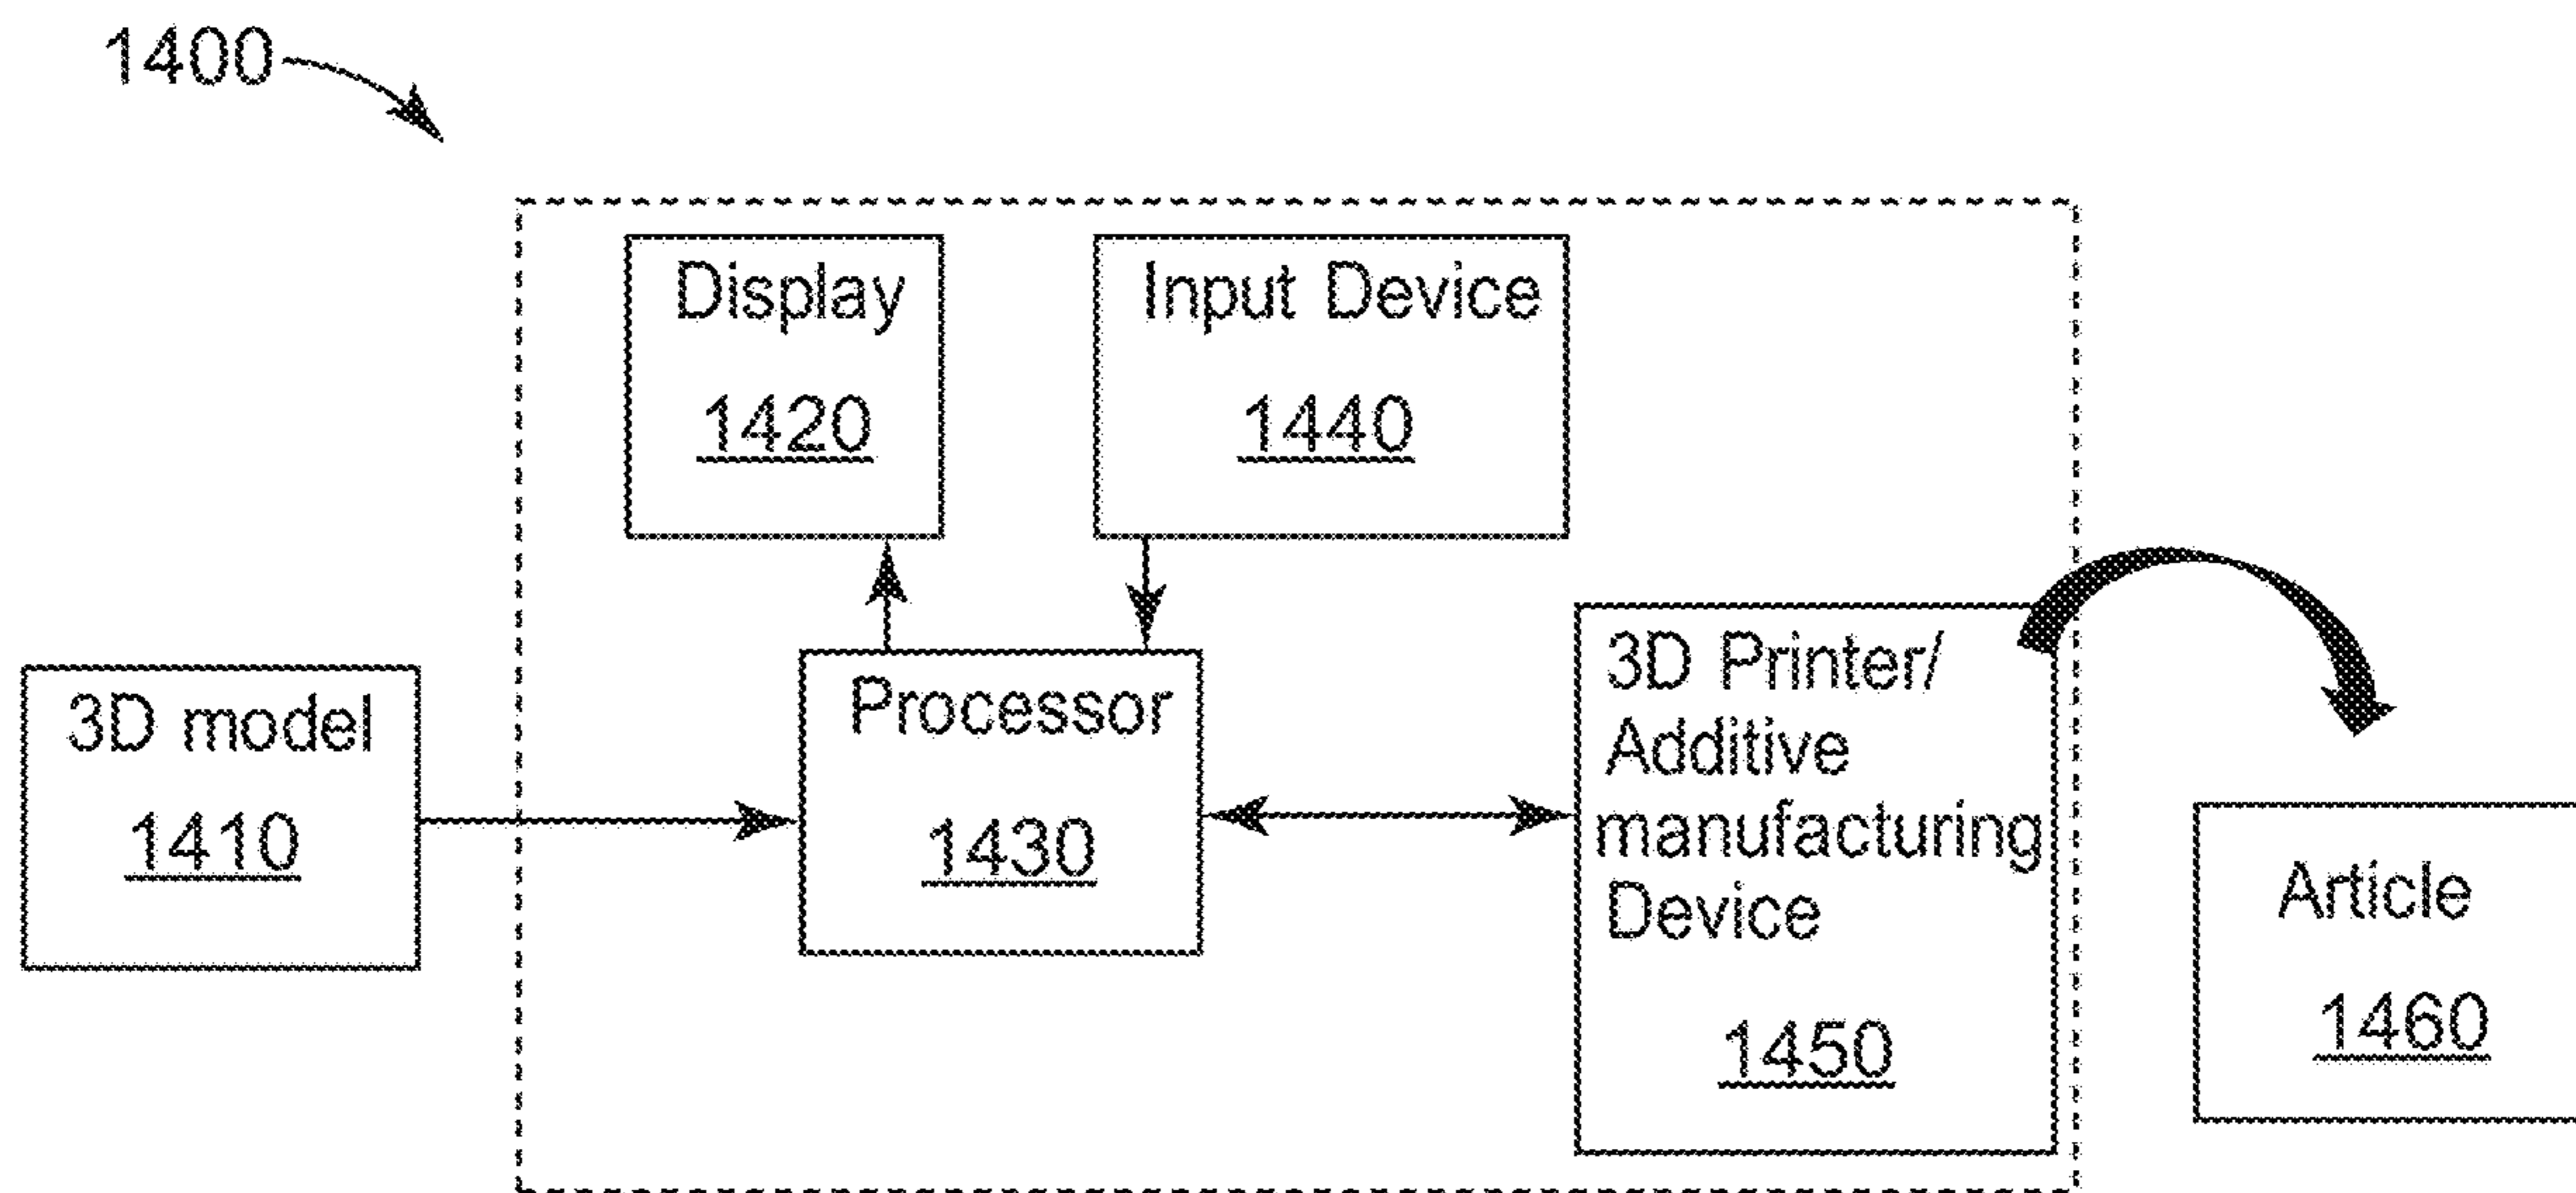 1400
Display
1420
Input Device
1440
3D model
1410
Processor
1430
3D Printer/
Additive
manufacturing
Device
1450
Article
1460